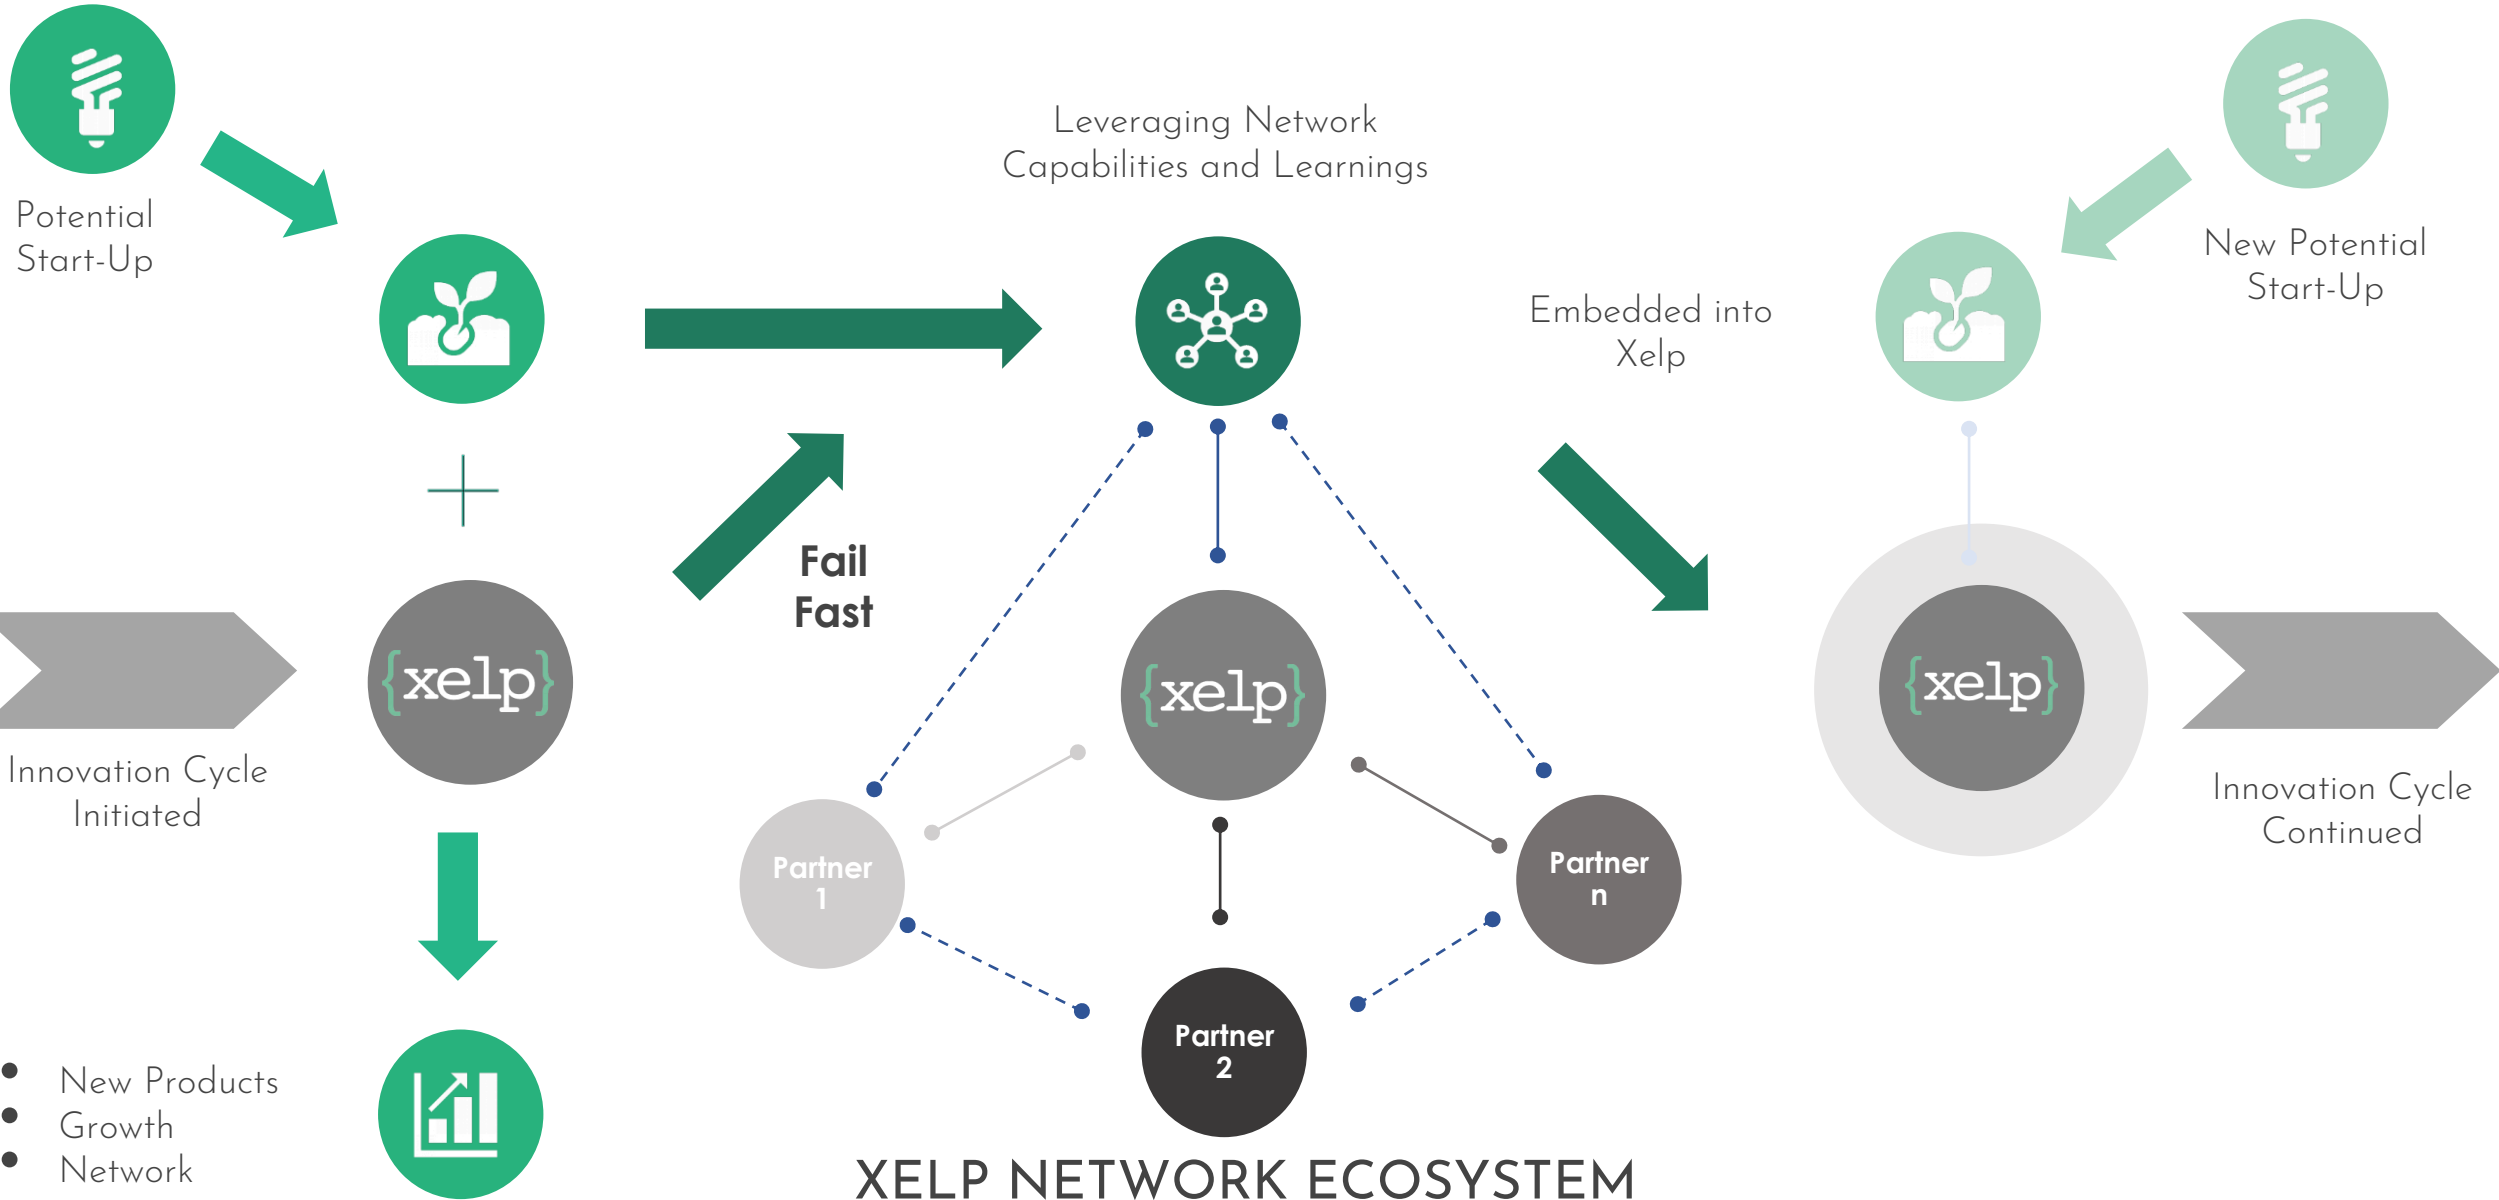 Potential
Start-Up
Leveraging Network
Capabilities and Learnings
New Potential
Start-Up
Embedded into
Xelp
Fail
Fast
{xelp}
{xelp}
{xelp}
Innovation Cycle
Initiated
Innovation Cycle
Continued
Partner
1
Partner
n
Partner
2
• New Products
• Growth
• Network
XELP NETWORK ECOSYSTEM